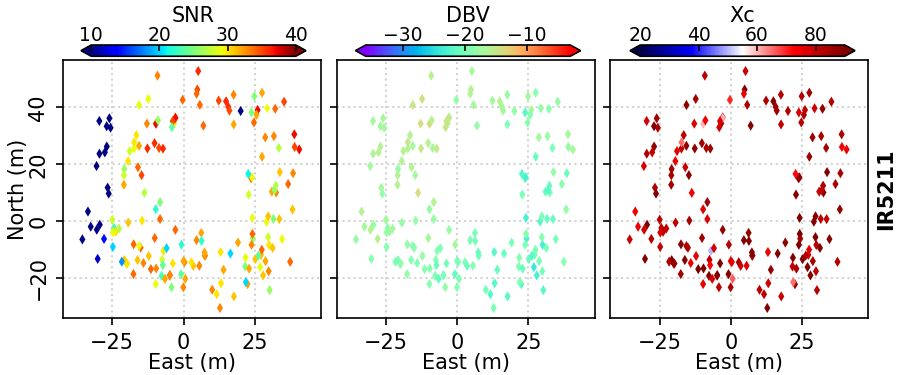 SNR DBV Xc
10 20 30 40 −30 −20 −10 20 40 60 80
40
20
0
−20
North (m)
IR5211
−25 0 25 −25 0 25 −25 0 25
East (m) East (m) East (m)